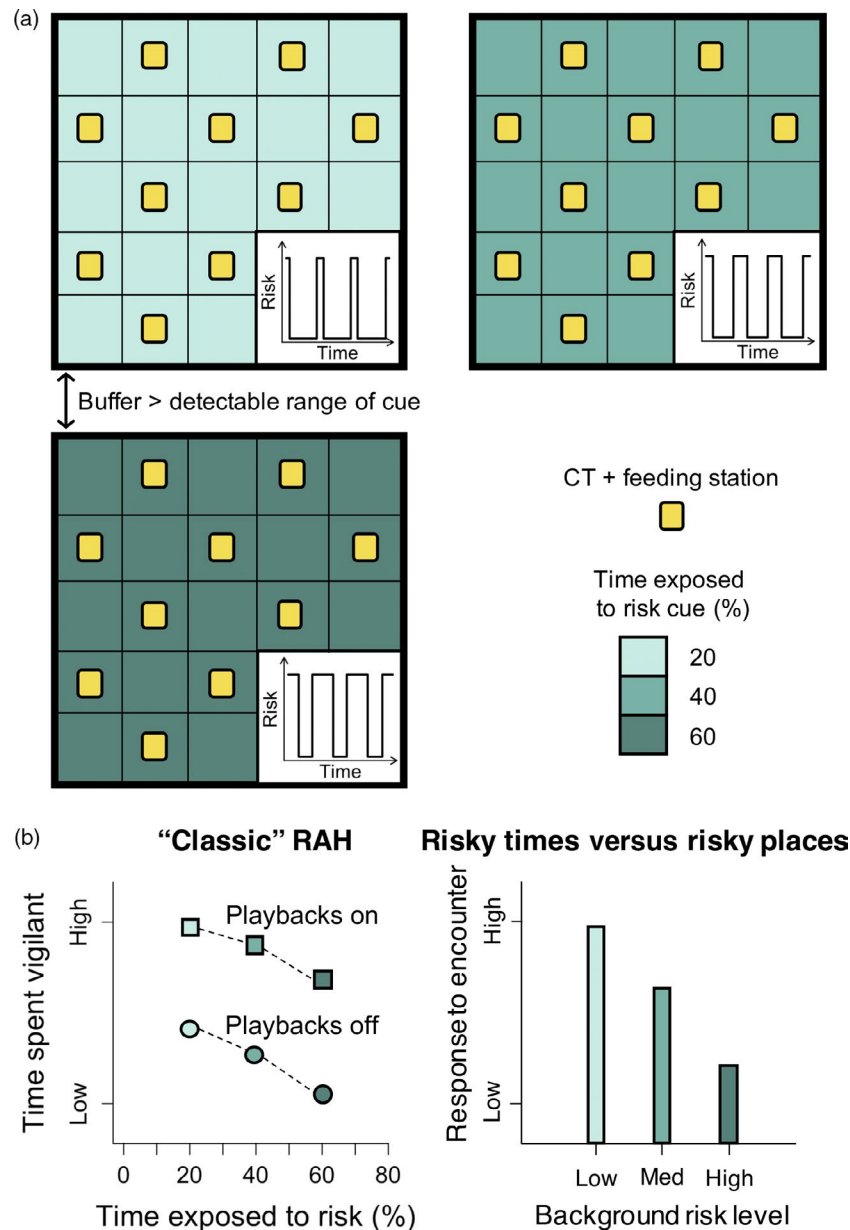 (a)
Risk
Time
Risk
Time
Buffer > detectable range of cue
Risk
Time
CT + feeding station
Time exposed
to risk cue (%)
20
40
60
(b)
“Classic” RAH
Time spent vigilant
High
Low
Playbacks on
Playbacks off
0 20 40 60 80
Time exposed to risk (%)
Risky times versus risky places
Response to encounter
High
Low
Low Med High
Background risk level